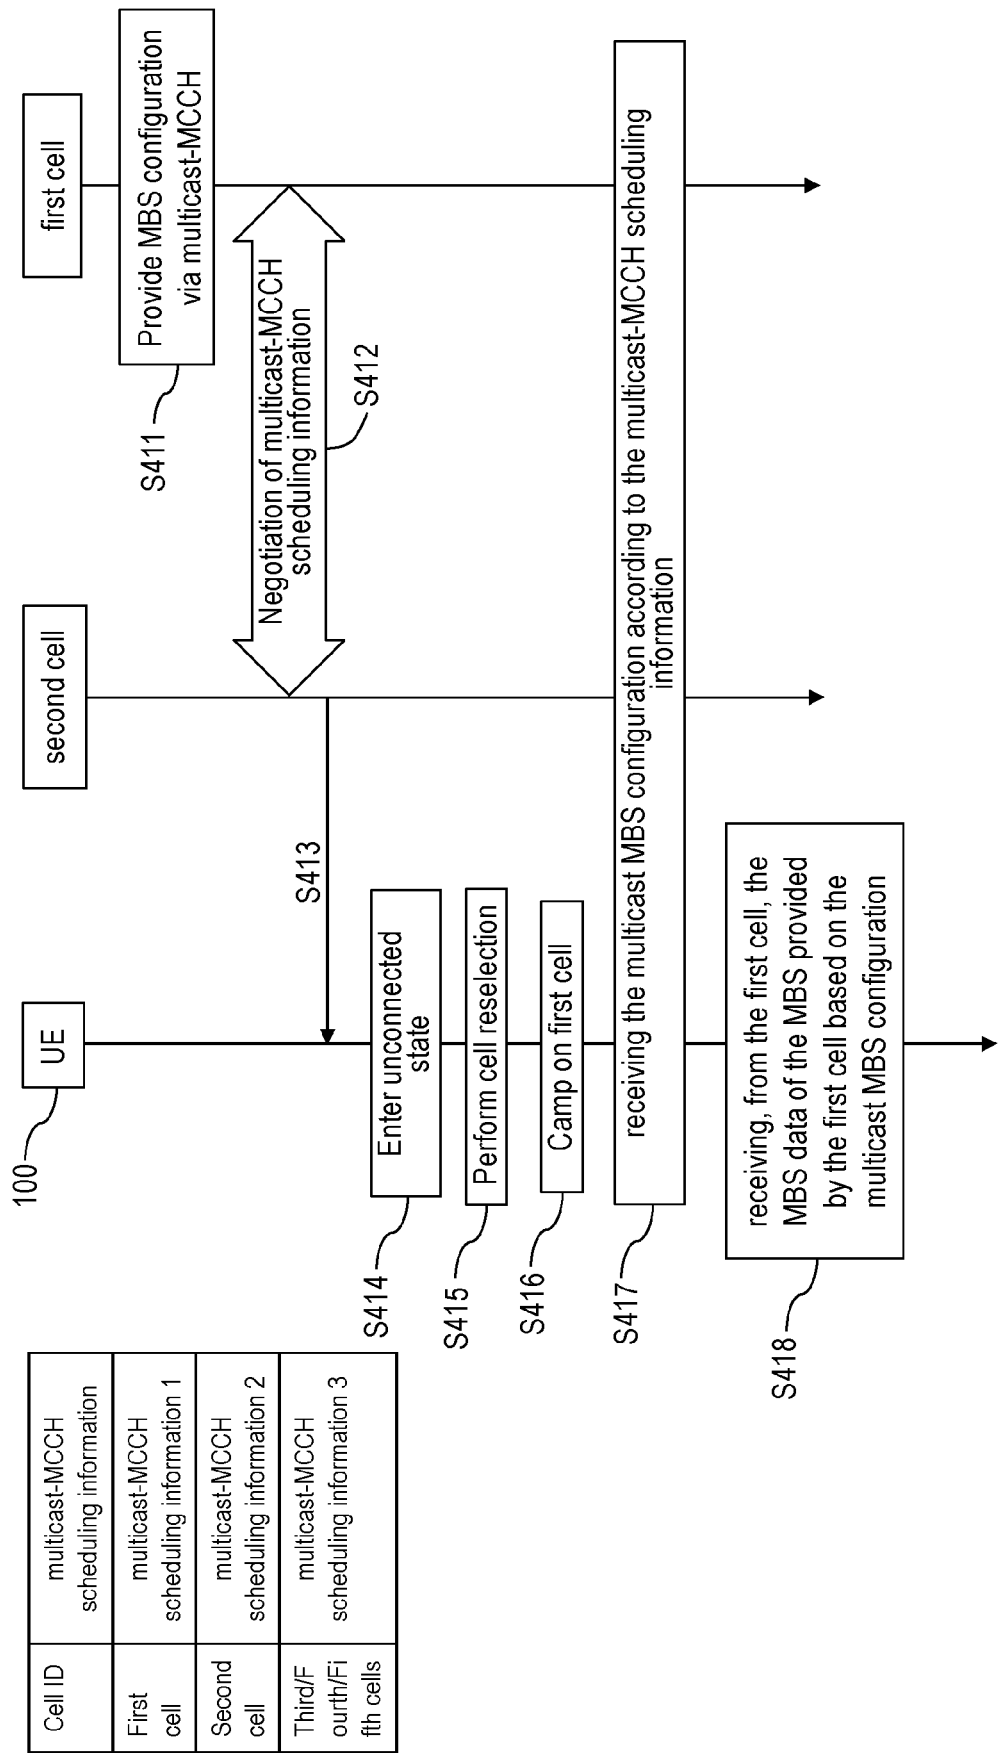 Cell ID
multicast-MCCH
scheduling information
First
cell
multicast-MCCH
scheduling information 1
Second
cell
multicast-MCCH
scheduling information 2
Third/F
ourth/Fi
fth cells
multicast-MCCH
scheduling information 3
100
UE
second cell
first cell
Provide MBS configuration
via multicast-MCCH
S411
Negotiation of multicast-MCCH
scheduling information
S412
S413
Enter unconnected
state
S414
Perform cell reselection
S415
Camp on first cell
S416
receiving the multicast MBS configuration according to the multicast-MCCH scheduling
information
S417
receiving, from the first cell, the
MBS data of the MBS provided
by the first cell based on the
multicast MBS configuration
S418